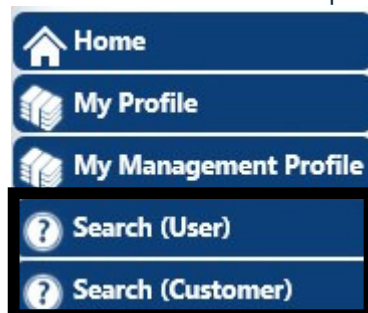 Home
My Profile
My Management Profile
Search (User)
Search (Customer)